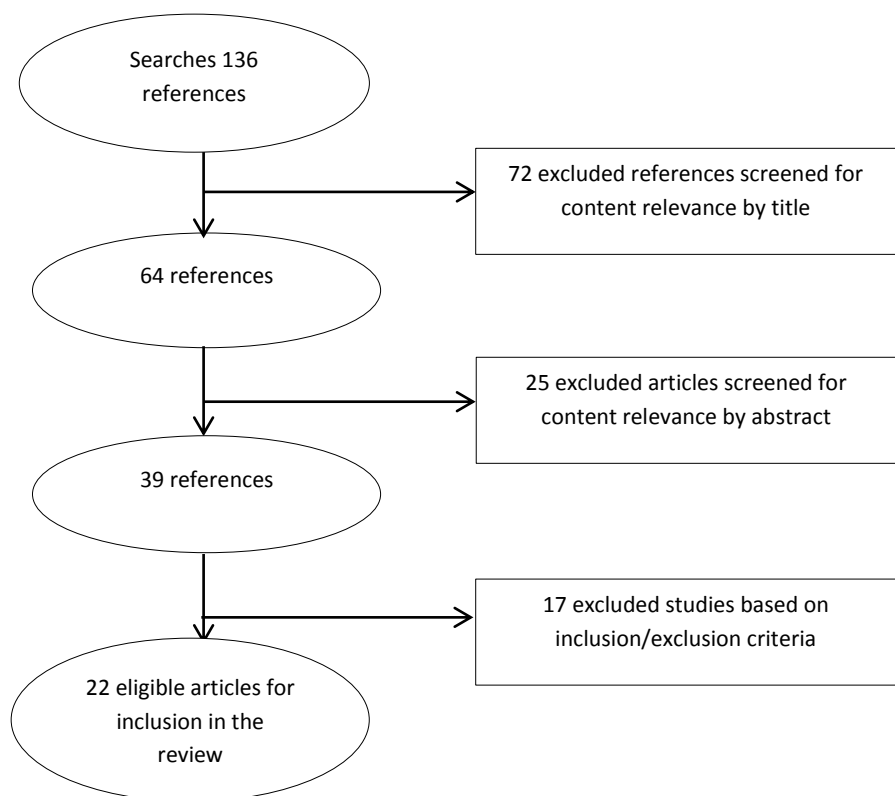 Searches 136
references
72 excluded references screened for
content relevance by title
64 references
25 excluded articles screened for
content relevance by abstract
39 references
17 excluded studies based on
inclusion/exclusion criteria
22 eligible articles for
inclusion in the
review